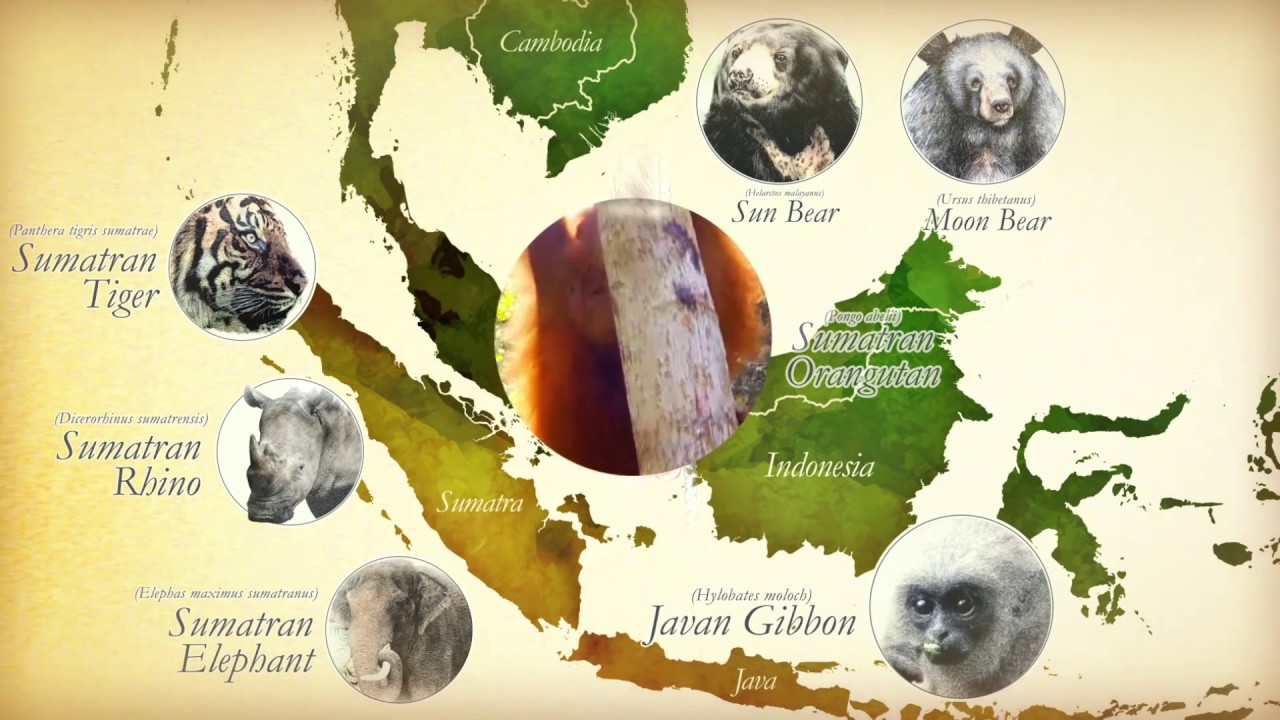 Cambodia
(Helarctos malayanus)
Sun Bear
(Ursus thibetanus)
Moon Bear
(Panthera tigris sumatrae)
Sumatran
Tiger
(Pongo abelii)
Sumatran
Orangutan
(Dicerorhinus sumatrensis)
Sumatran
Rhino
Indonesia
Sumatra
(Elephas maximus sumatranus)
Sumatran
Elephant
(Hylobates moloch)
Javan Gibbon
Java